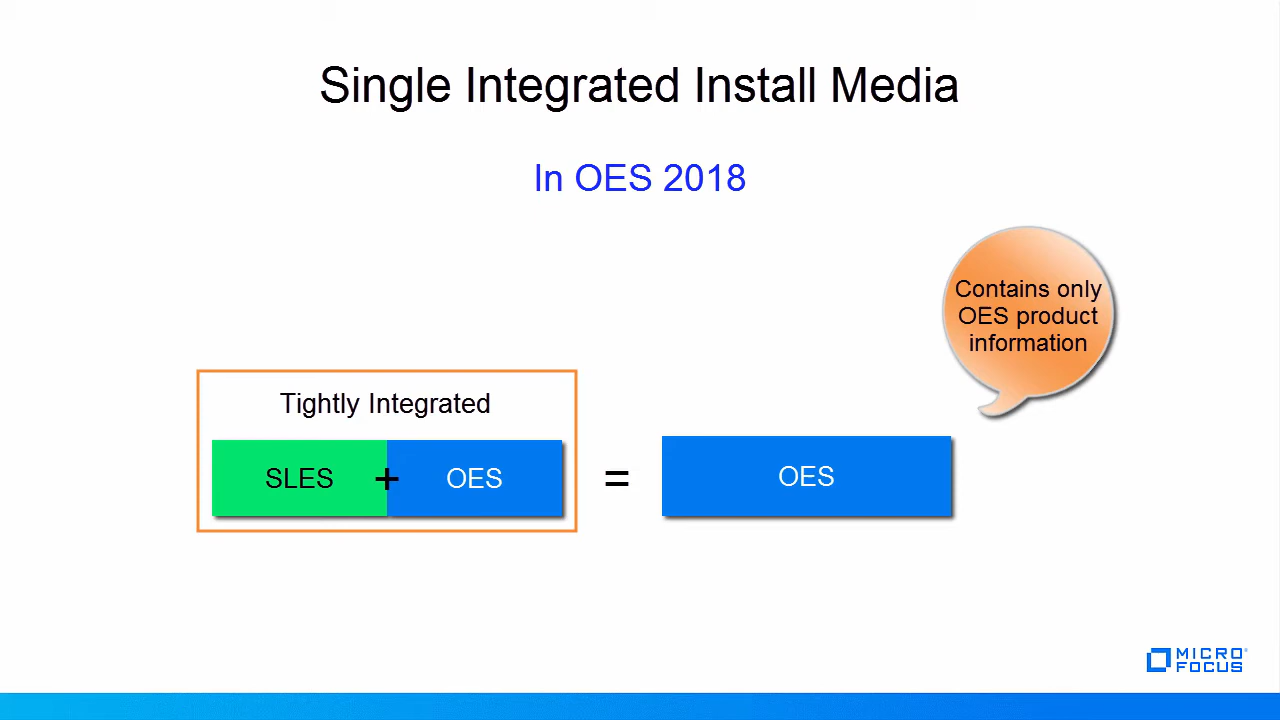 Single Integrated Install Media
In OES 2018
Contains only
OES product
information
Tightly Integrated
SLES + OES = OES
MICRO
FOCUS